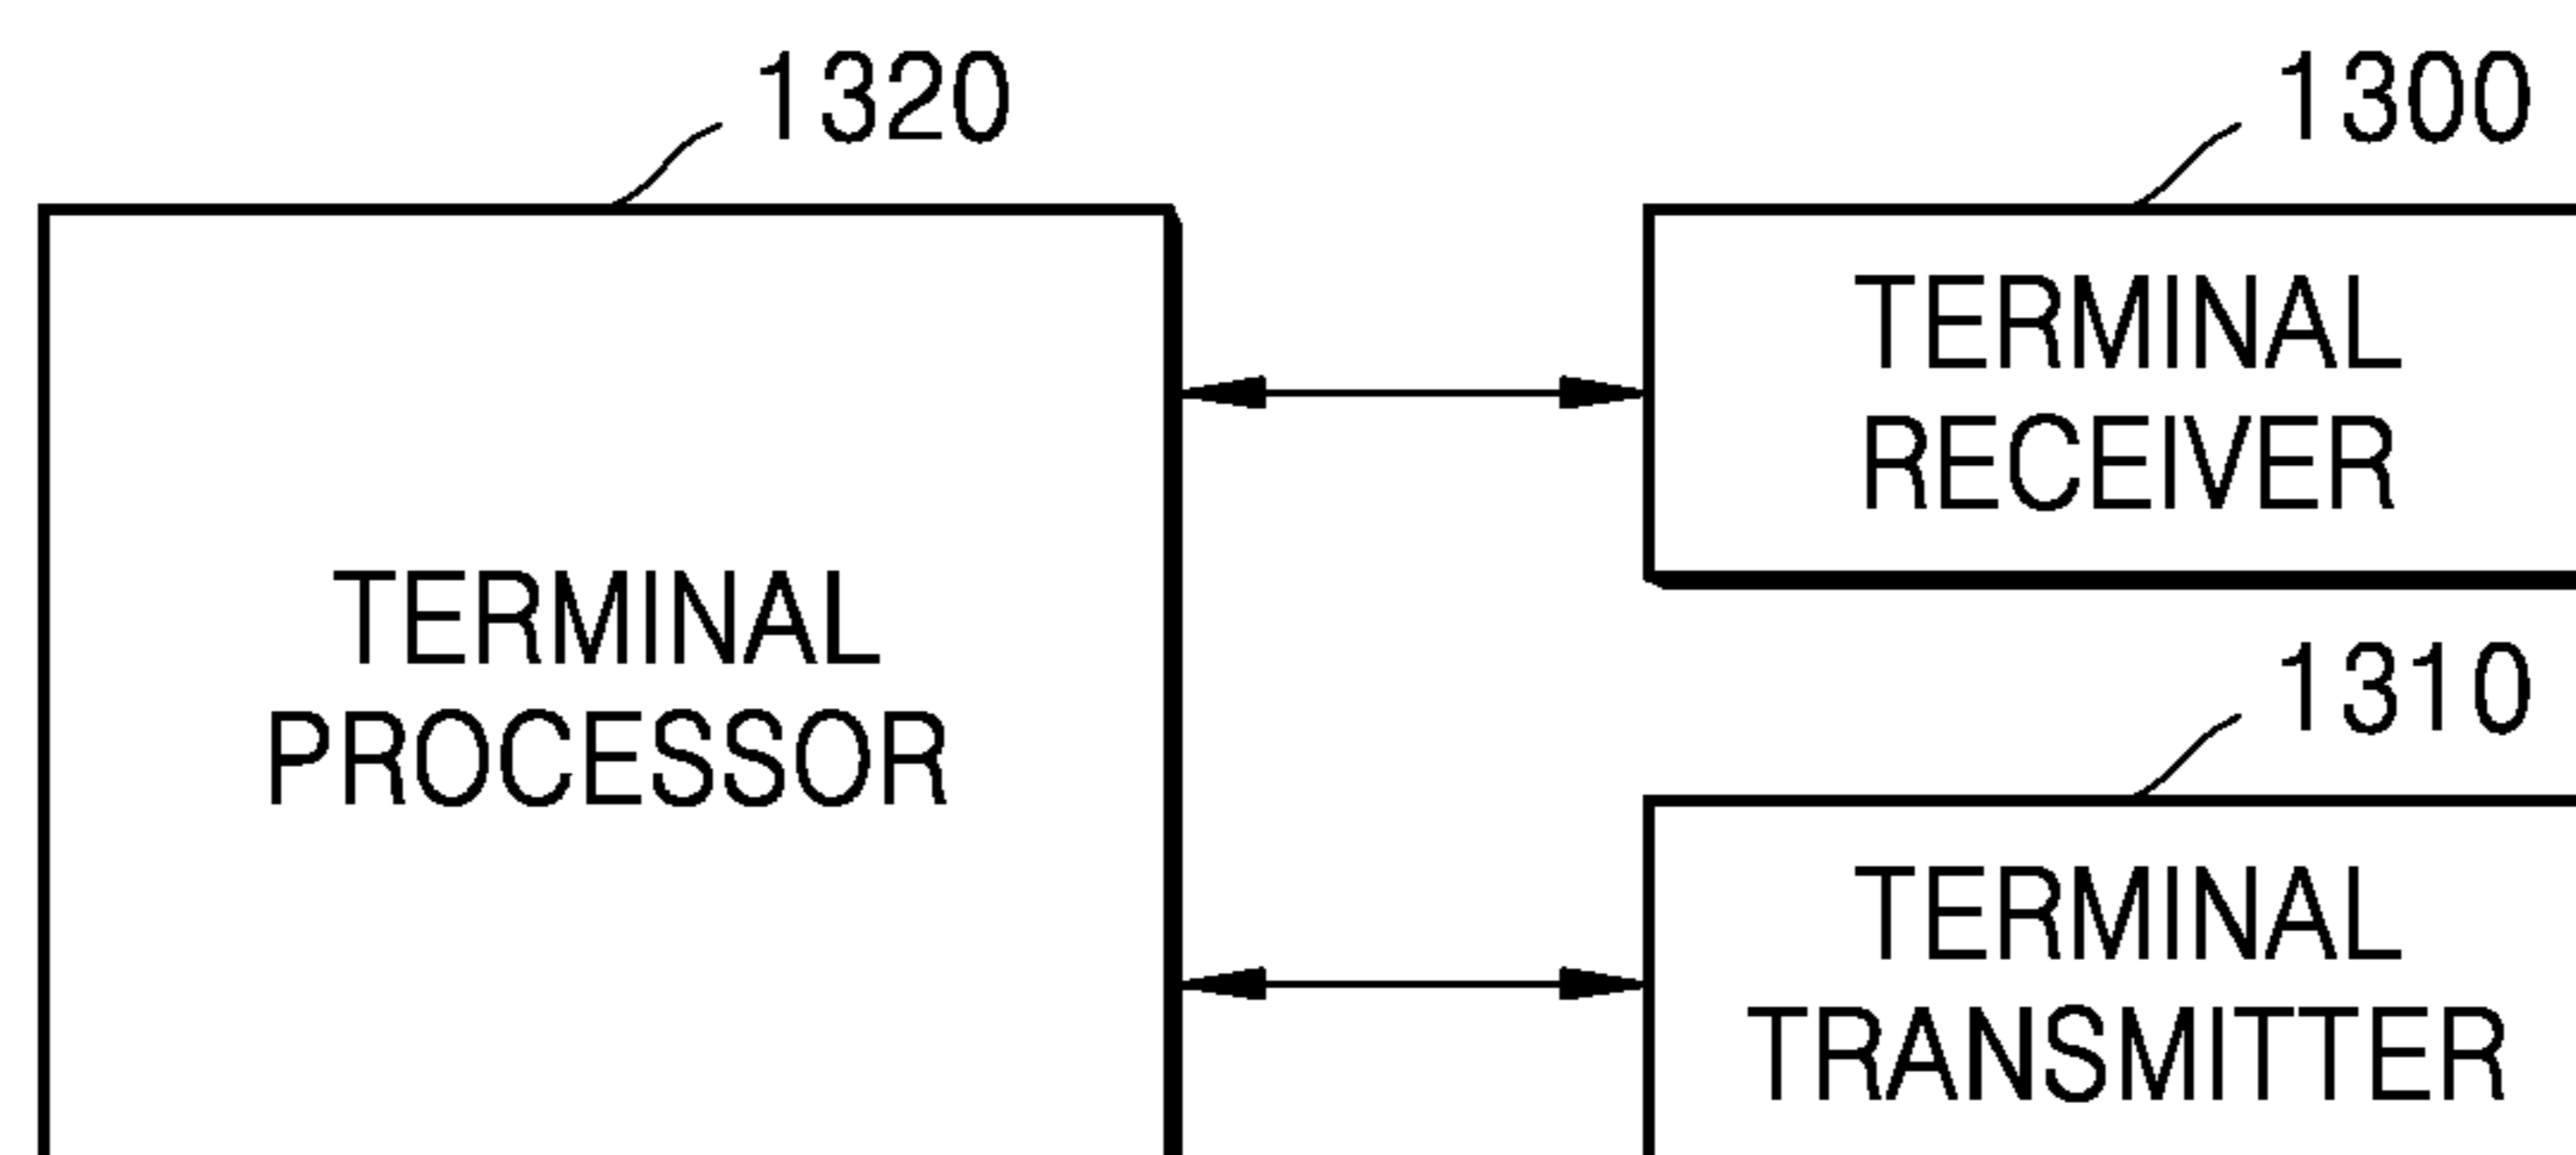 1320
TERMINAL
PROCESSOR
1300
TERMINAL
RECEIVER
1310
TERMINAL
TRANSMITTER